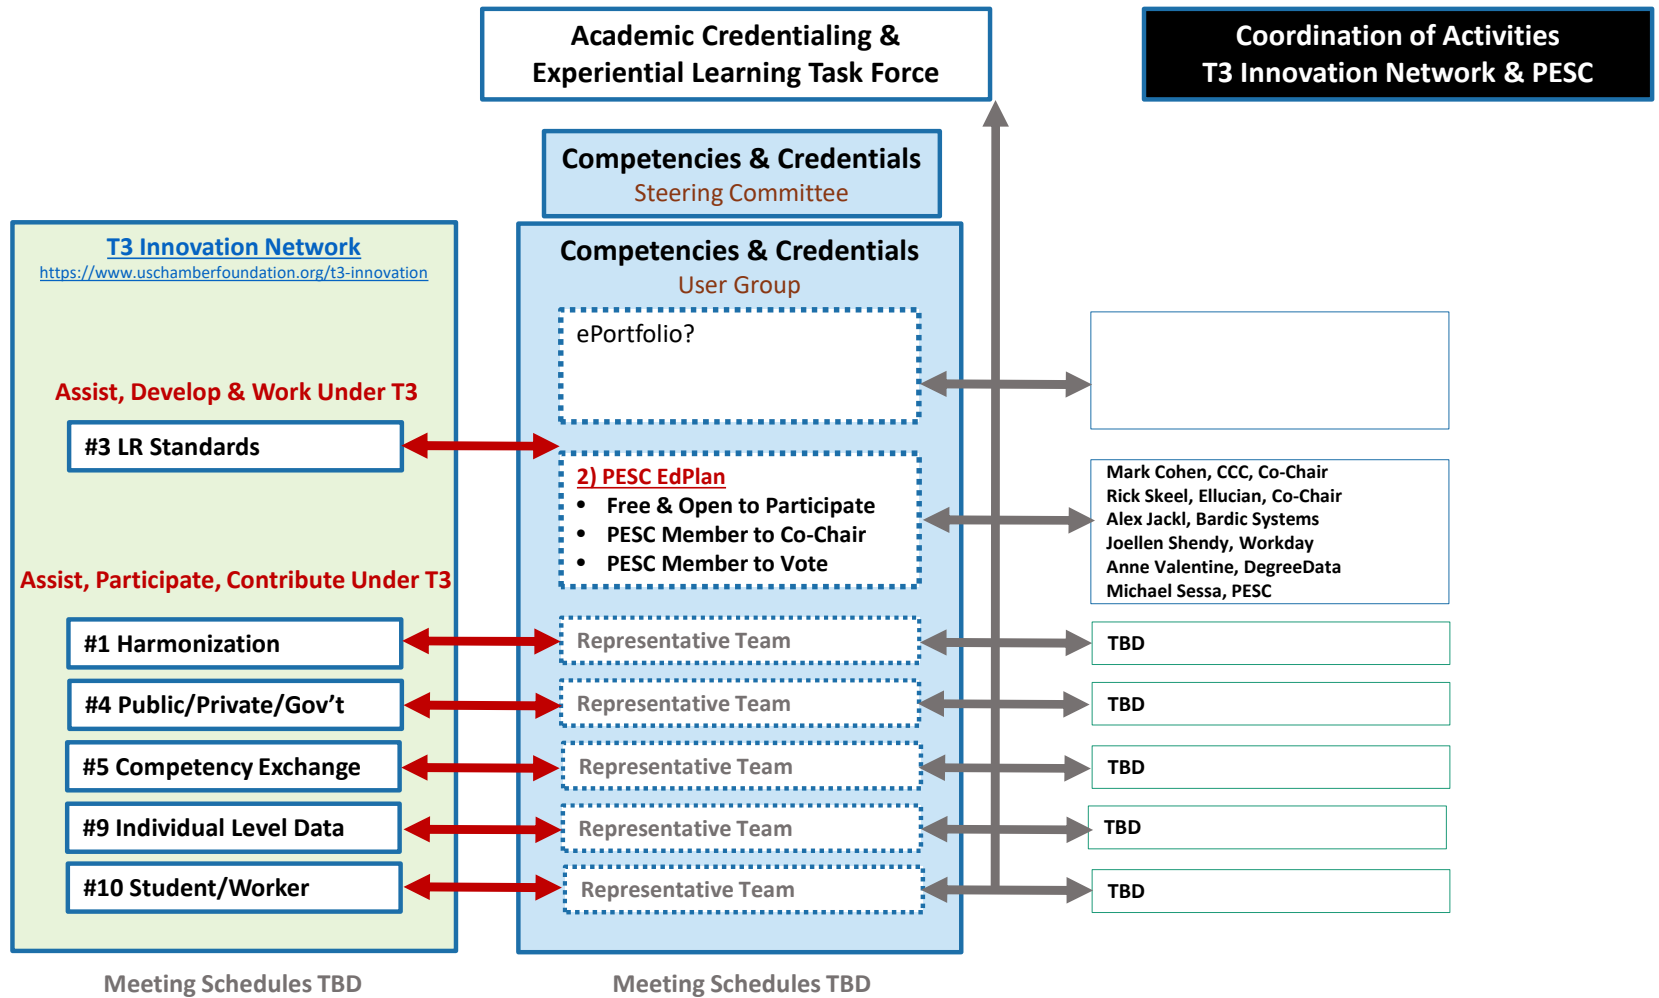 Academic Credentialing &
Experiential Learning Task Force
Coordination of Activities
T3 Innovation Network & PESC
Competencies & Credentials
Steering Committee
T3 Innovation Network
https://www.uschamberfoundation.org/t3-innovation
Assist, Develop & Work Under T3
#3 LR Standards
Assist, Participate, Contribute Under T3
#1 Harmonization
#4 Public/Private/Gov’t
#5 Competency Exchange
#9 Individual Level Data
#10 Student/Worker
Meeting Schedules TBD
Competencies & Credentials
User Group
ePortfolio?
2) PESC EdPlan
• Free & Open to Participate
• PESC Member to Co-Chair
• PESC Member to Vote
Representative Team
Representative Team
Representative Team
Representative Team
Representative Team
Meeting Schedules TBD
Mark Cohen, CCC, Co-Chair
Rick Skeel, Ellucian, Co-Chair
Alex Jackl, Bardic Systems
Joellen Shendy, Workday
Anne Valentine, DegreeData
Michael Sessa, PESC
TBD
TBD
TBD
TBD
TBD